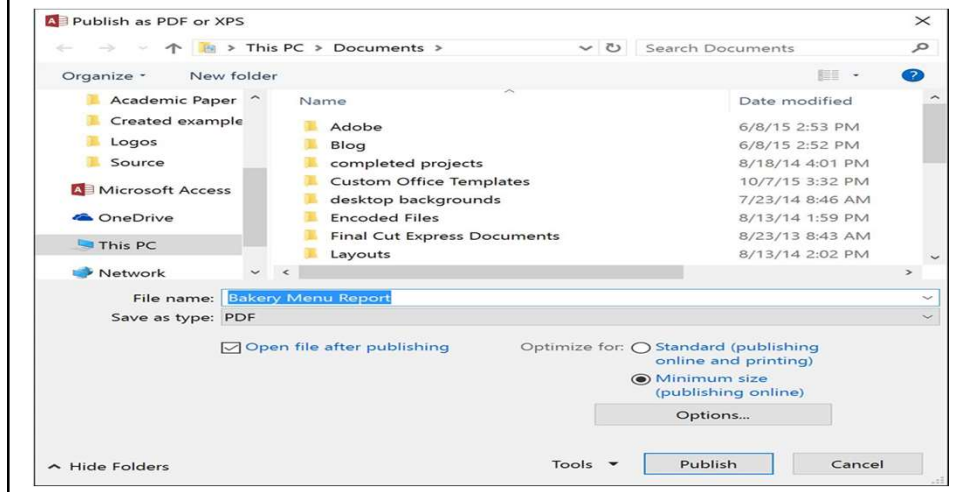 Publish as PDF or XPS
This PC > Documents >
Search Documents
Organize
New folder
Academic Paper
Created example
Logos
Source
Microsoft Access
OneDrive
This PC
Network
Name
Date modified
Adobe
6/8/15 2:53 PM
Blog
6/8/15 2:52 PM
completed projects
8/18/14 4:01 PM
Custom Office Templates
10/7/15 3:32 PM
desktop backgrounds
7/23/14 8:46 AM
Encoded Files
8/13/14 1:59 PM
Final Cut Express Documents
8/23/13 8:43 AM
Layouts
8/13/14 2:02 PM
File name: Bakery Menu Report
Save as type: PDF
Open file after publishing
Optimize for:
Standard (publishing
online and printing)
Minimum size
(publishing online)
Options...
Hide Folders
Tools
Publish
Cancel